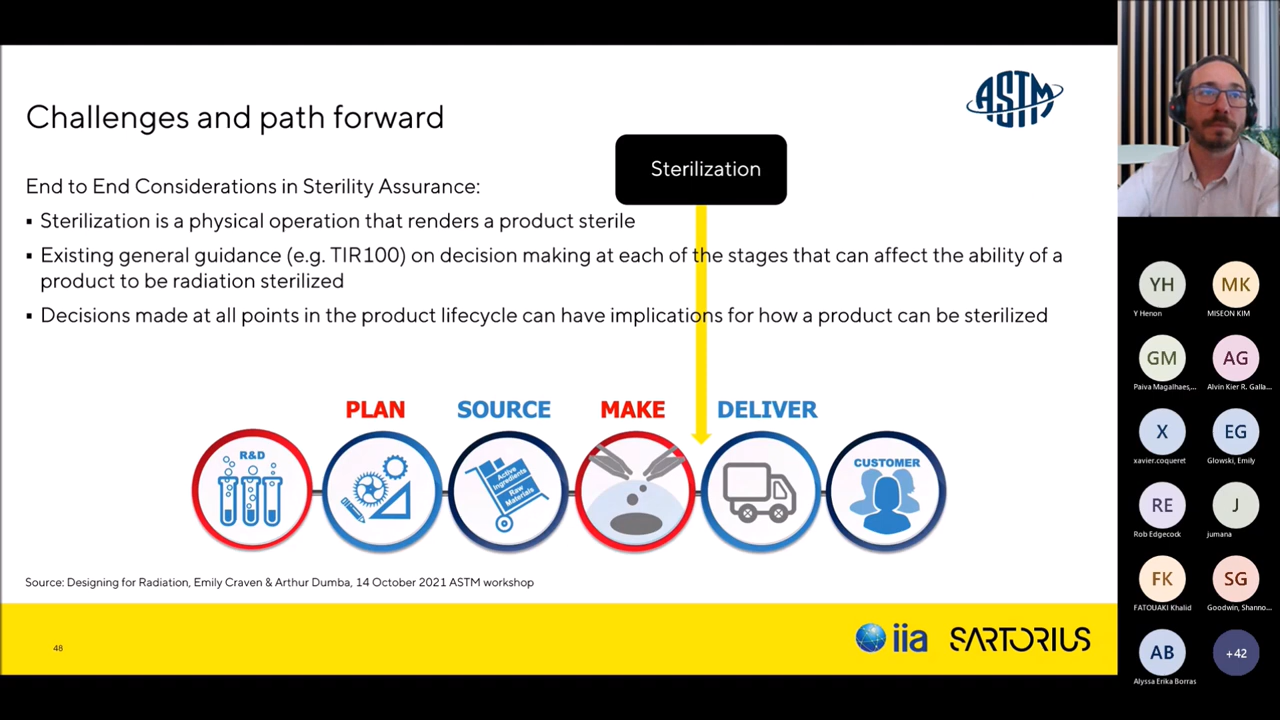 ASTM
Challenges and path forward
Sterilization
End to End Considerations in Sterility Assurance:
▪ Sterilization is a physical operation that renders a product sterile
▪ Existing general guidance (e.g. TIR100) on decision making at each of the stages that can affect the ability of a
product to be radiation sterilized
▪ Decisions made at all points in the product lifecycle can have implications for how a product can be sterilized
PLAN SOURCE MAKE DELIVER
R&D
Active
Ingredients
Raw
Materials
CUSTOMER
Source: Designing for Radiation, Emily Craven & Arthur Dumba, 14 October 2021 ASTM workshop
48
iia SARTORIUS
YH MK
Y Henon MISEON KIM
GM AG
Paiva Magalhaes,... Alvin Kier R. Galla...
X EG
xavier.coqueret Glowski, Emily
RE J
Rob Edgecock jumana
FK SG
FATOUAKI Khalid Goodwin, Shanno...
AB +42
Alyssa Erika Borras